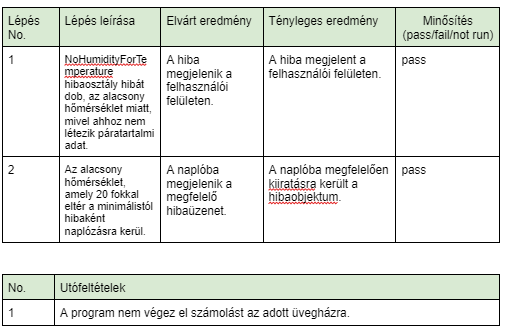 Lépés No. Lépés leírása Elvárt eredmény Tényleges eredmény Minősítés (pass/fail/not run)
1 NoHumidityForTe A hiba A hiba megjelent a pass
mperature megjelenik a felhasználói felületen.
hibaosztály hibát felhasználói
dob, az alacsony felületen.
hőmérséklet miatt,
mivel ahhoz nem
létezik páratartalmi
adat.
2 Az alacsony A naplóba A naplóba megfelelően pass
hőmérséklet, megjelenik a kiiratásra került a
amely 20 fokkal megfelelő hibaobjektum.
eltér a minimálistól hibaüzenet.
hibaként
naplózásra kerül.
No. Utófeltételek
1 A program nem végez el számolást az adott üvegházra.